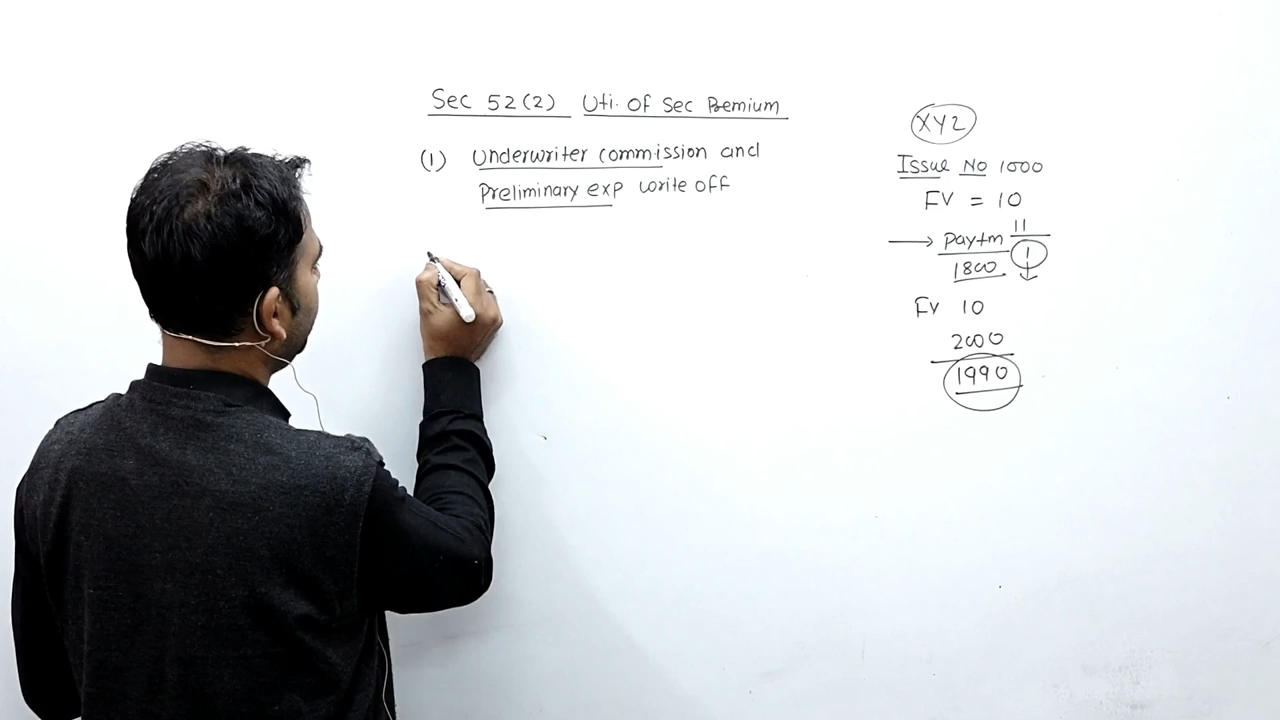 Sec 52(2) Uti. Of Sec Premium
(1) Underwriter commission and
Preliminary exp write off
XYZ
Issue No 1000
FV = 10
11
→ Paytm 1
1800
FV 10
2000
1990